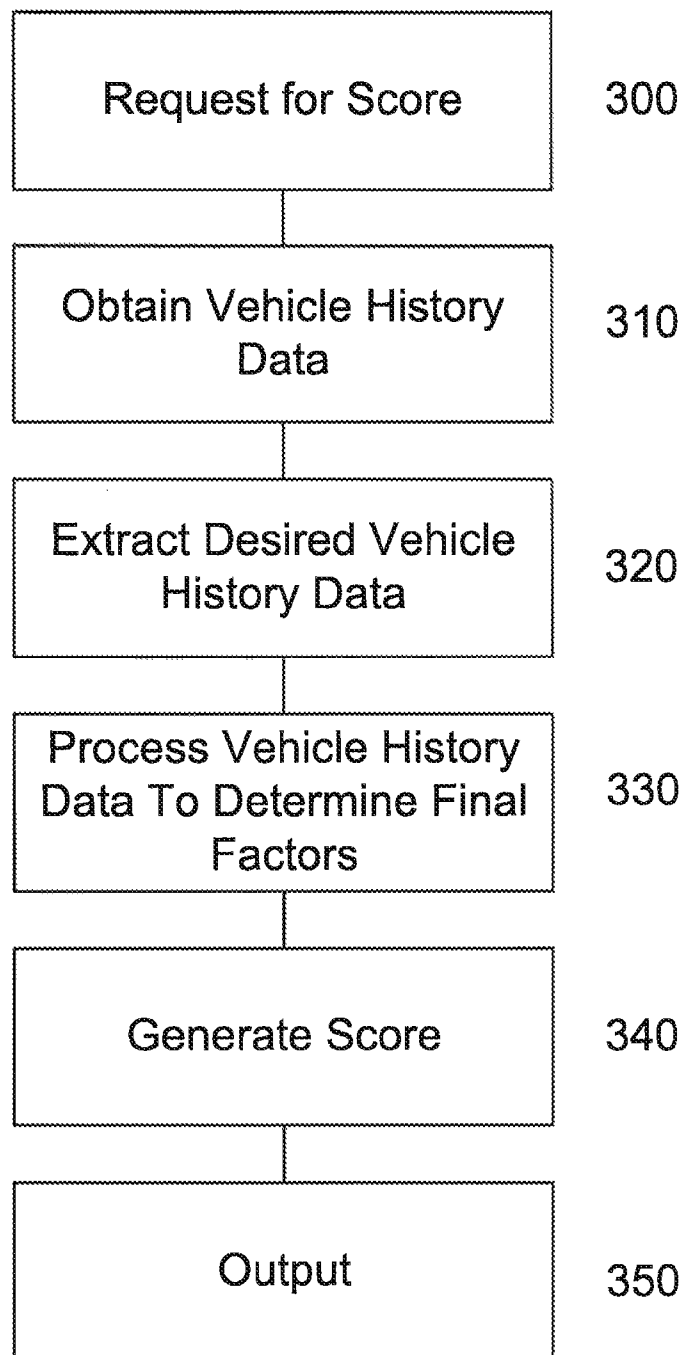 Request for Score
300
Obtain Vehicle History
Data
310
Extract Desired Vehicle
History Data
320
Process Vehicle History
Data To Determine Final
Factors
330
Generate Score
340
Output
350